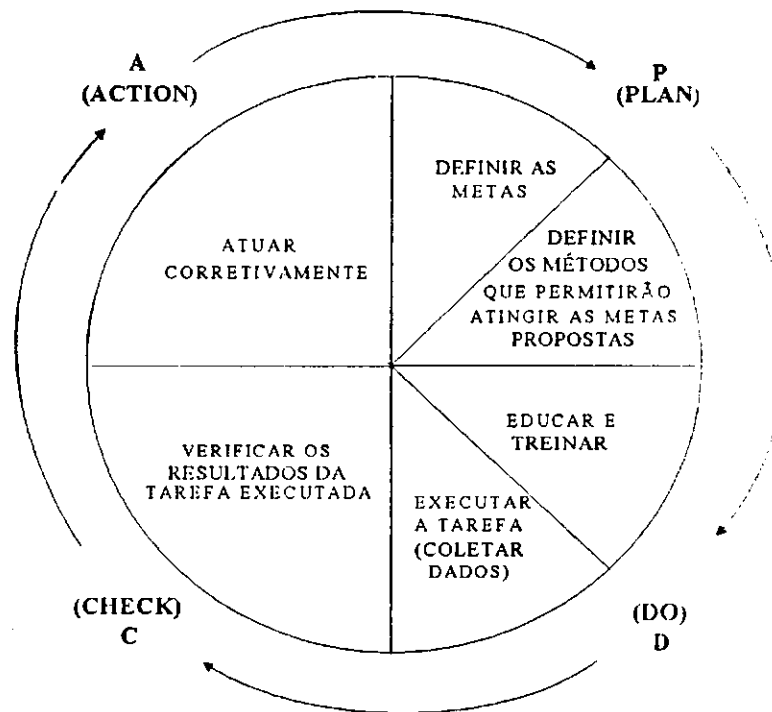 A
(ACTION)
P
(PLAN)
DEFINIR AS
METAS
DEFINIR
OS MÉTODOS
QUE PERMITIRÃO
ATINGIR AS METAS
PROPOSTAS
ATUAR
CORRETIVAMENTE
EDUCAR E
TREINAR
VERIFICAR OS
RESULTADOS DA
TAREFA EXECUTADA
EXECUTAR
A TAREFA
(COLETAR
DADOS)
(CHECK)
C
(DO)
D